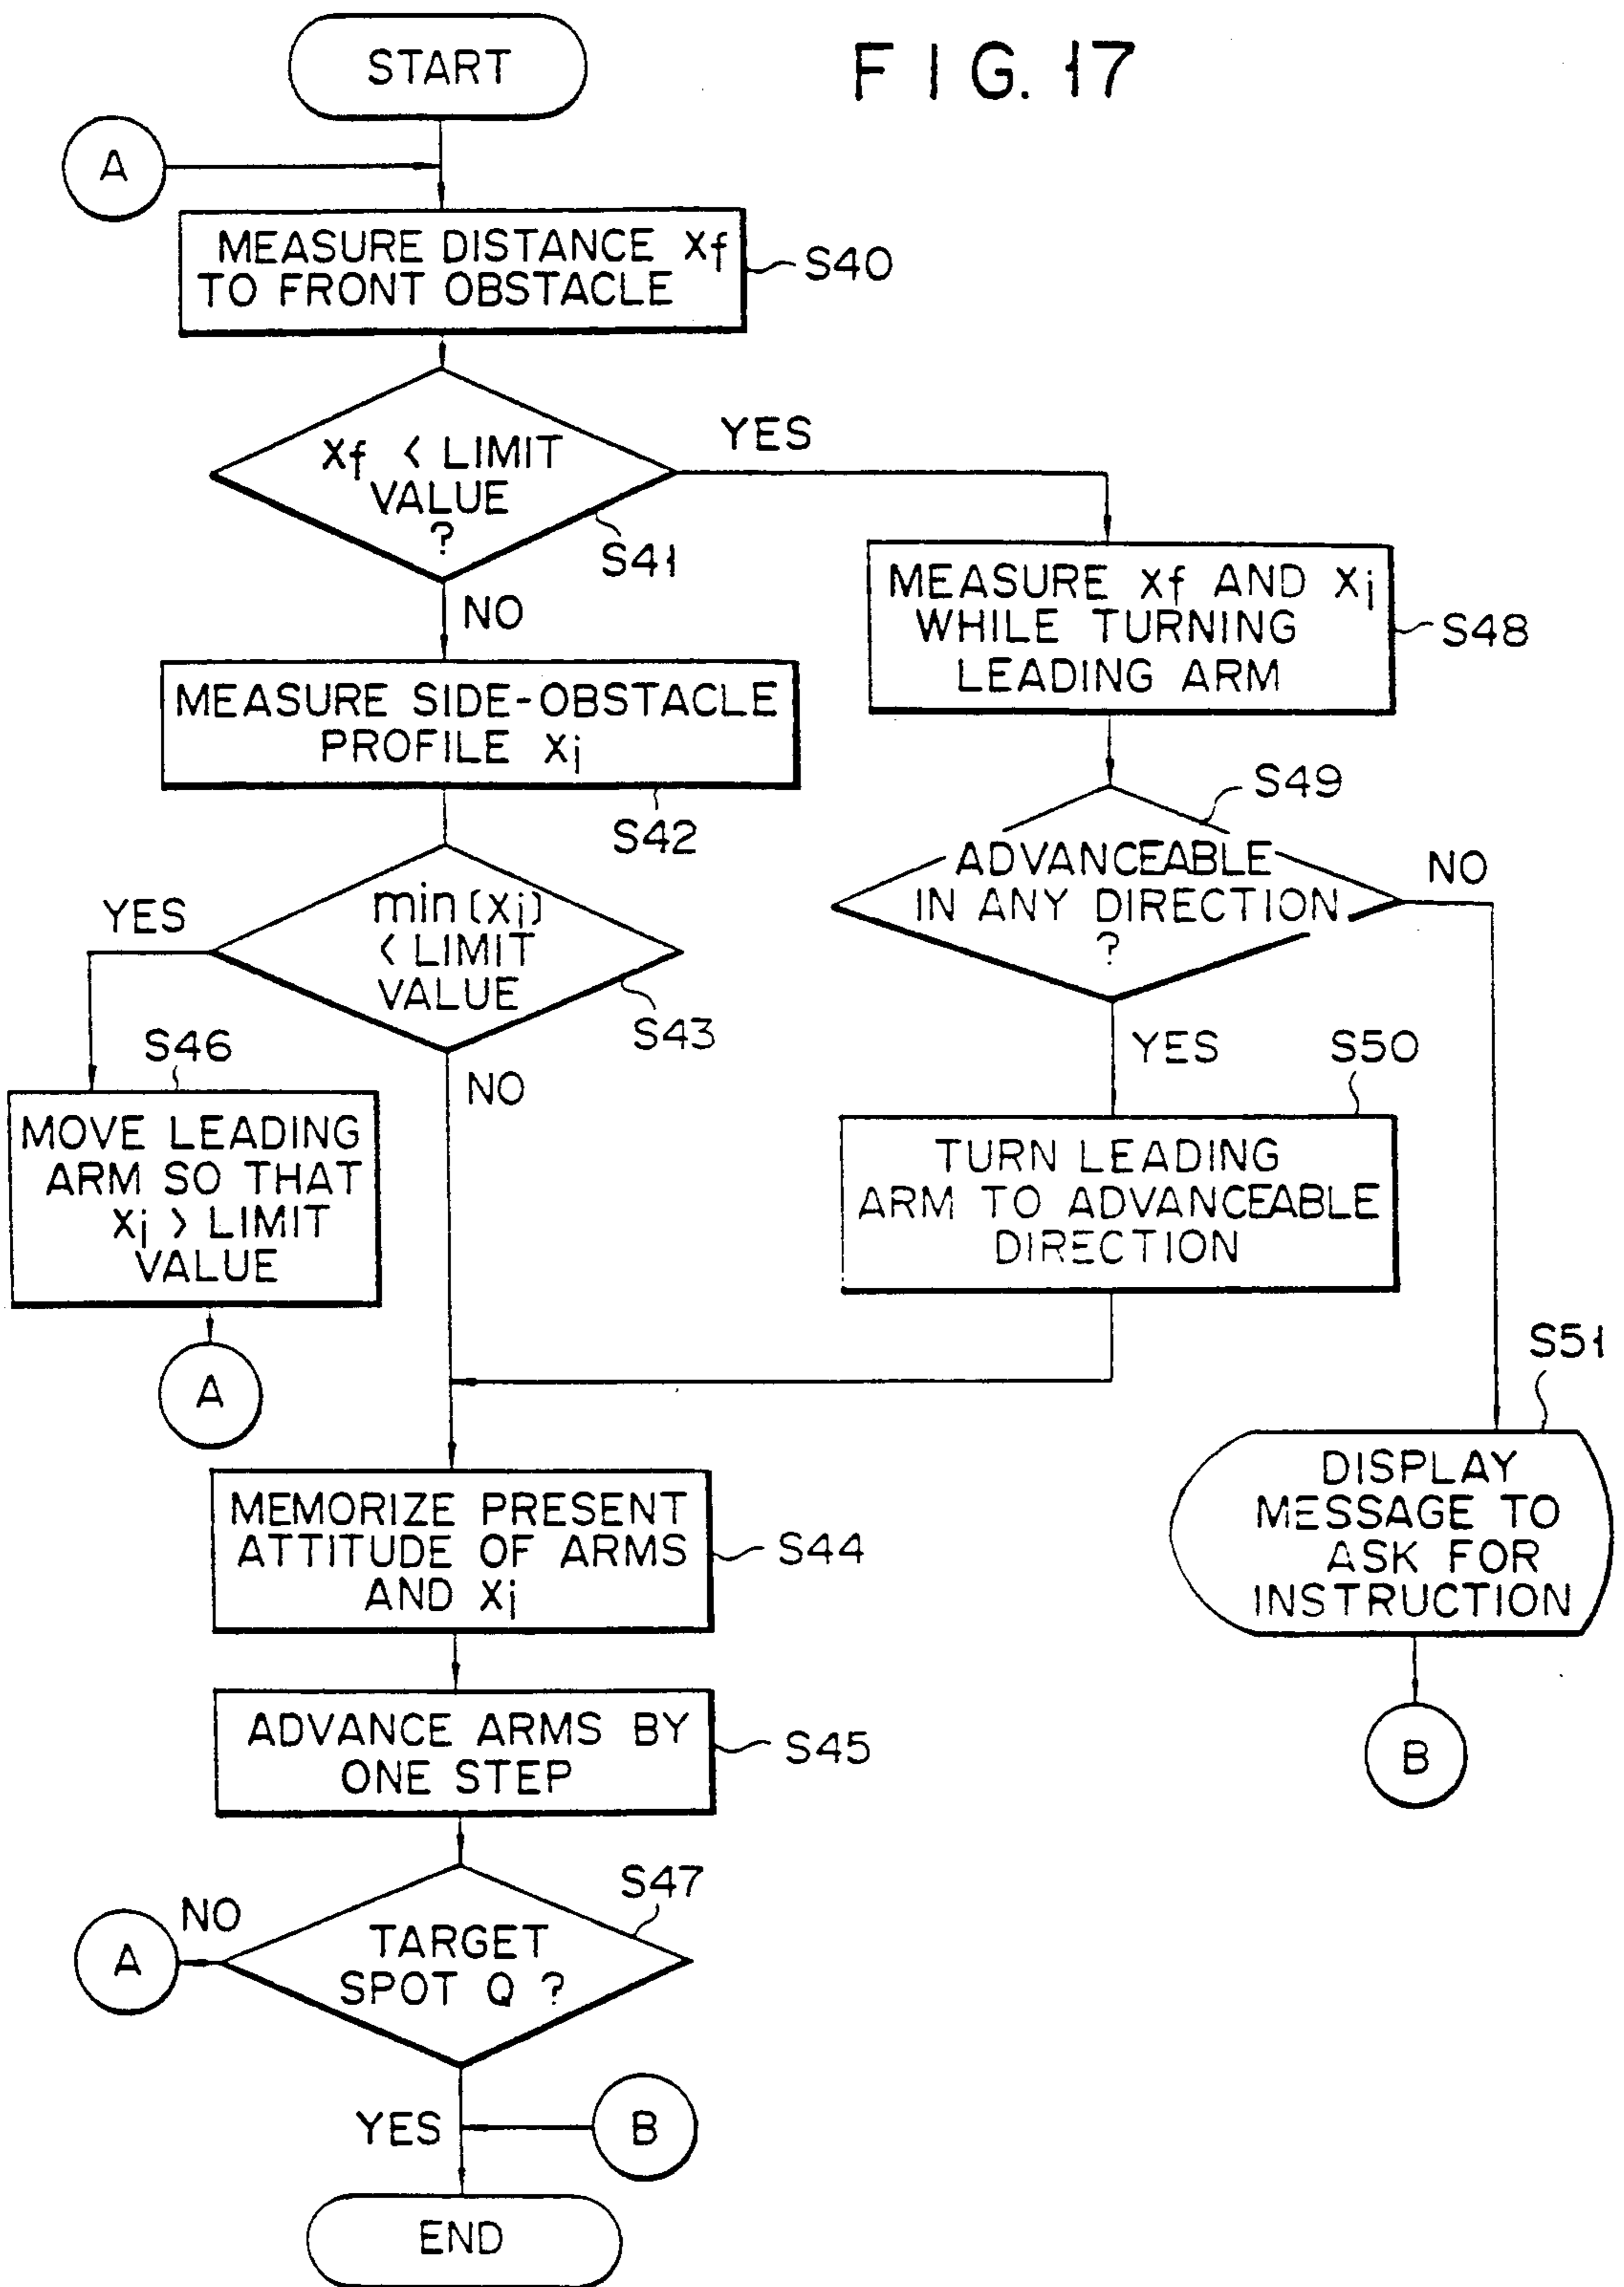 FIG. 17
START
A
MEASURE DISTANCE Xf
TO FRONT OBSTACLE
S40
Xf < LIMIT
VALUE
?
YES
S41
NO
MEASURE SIDE-OBSTACLE
PROFILE Xi
S42
min(Xi)
< LIMIT
VALUE
YES
S43
NO
S46
MOVE LEADING
ARM SO THAT
Xi > LIMIT
VALUE
A
MEASURE Xf AND Xi
WHILE TURNING
LEADING ARM
S48
S49
ADVANCEABLE
IN ANY DIRECTION
?
NO
YES
S50
TURN LEADING
ARM TO ADVANCEABLE
DIRECTION
S51
DISPLAY
MESSAGE TO
ASK FOR
INSTRUCTION
B
MEMORIZE PRESENT
ATTITUDE OF ARMS
AND Xi
S44
ADVANCE ARMS BY
ONE STEP
S45
S47
TARGET
SPOT Q ?
NO
A
YES
B
END